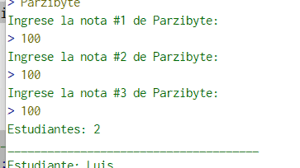 > Parzibyte
Ingrese la nota #1 de Parzibyte:
> 100
Ingrese la nota #2 de Parzibyte:
> 100
Ingrese la nota #3 de Parzibyte:
> 100
Estudiantes: 2
____________________________________
Estudiante: Luis